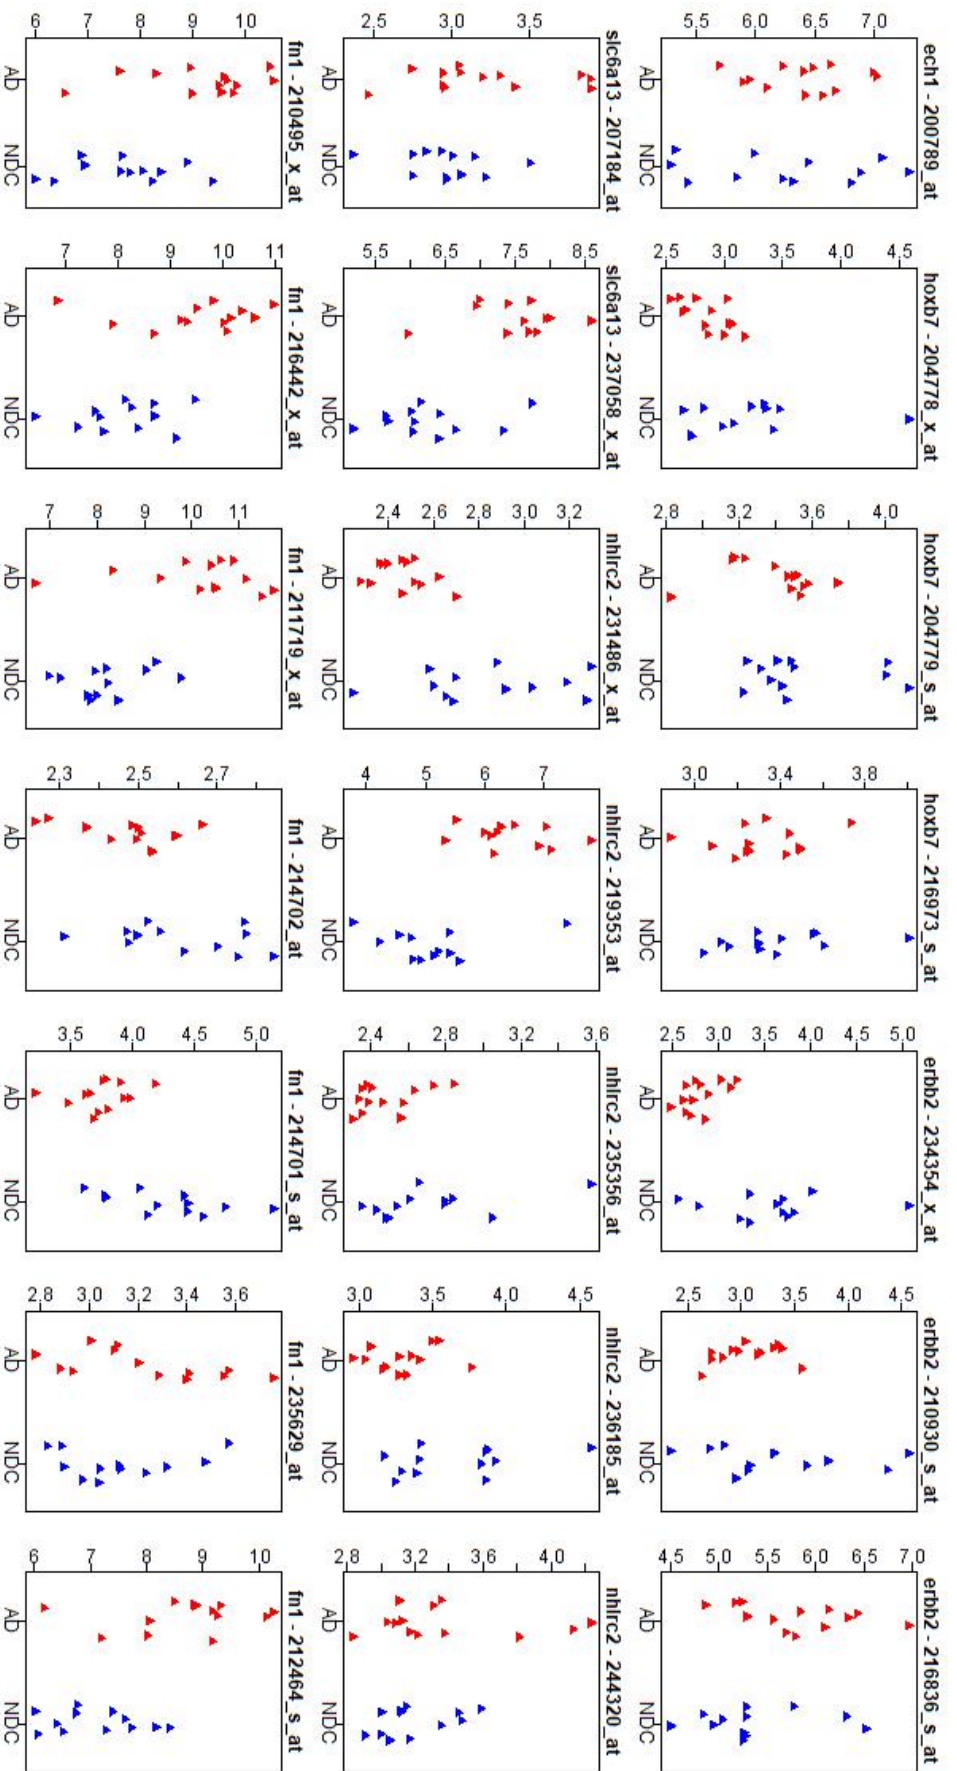 ech1 - 200789_at
5.5 6.0 6.5 7.0
AD NDC
hoxb7 - 204778_x_at
2.5 3.0 3.5 4.0 4.5
AD NDC
hoxb7 - 204779_s_at
2.8 3.2 3.6 4.0
AD NDC
hoxb7 - 216973_s_at
3.0 3.4 3.8
AD NDC
erbb2 - 234354_x_at
2.5 3.0 3.5 4.0 4.5 5.0
AD NDC
erbb2 - 210930_s_at
2.5 3.0 3.5 4.0 4.5
AD NDC
erbb2 - 216836_s_at
4.5 5.0 5.5 6.0 6.5 7.0
AD NDC
slc6a13 - 207184_at
2.5 3.0 3.5
AD NDC
slc6a13 - 237058_x_at
5.5 6.5 7.5 8.5
AD NDC
nhlrc2 - 231486_x_at
2.4 2.6 2.8 3.0 3.2
AD NDC
nhlrc2 - 219353_at
4 5 6 7
AD NDC
nhlrc2 - 235356_at
2.4 2.8 3.2 3.6
AD NDC
nhlrc2 - 236185_at
3.0 3.5 4.0 4.5
AD NDC
nhlrc2 - 244320_at
2.8 3.2 3.6 4.0
AD NDC
fn1 - 210495_x_at
6 7 8 9 10
AD NDC
fn1 - 216442_x_at
7 8 9 10 11
AD NDC
fn1 - 211719_x_at
7 8 9 10 11
AD NDC
fn1 - 214702_at
2.3 2.5 2.7
AD NDC
fn1 - 214701_s_at
3.5 4.0 4.5 5.0
AD NDC
fn1 - 235629_at
2.8 3.0 3.2 3.4 3.6
AD NDC
fn1 - 212464_s_at
6 7 8 9 10
AD NDC